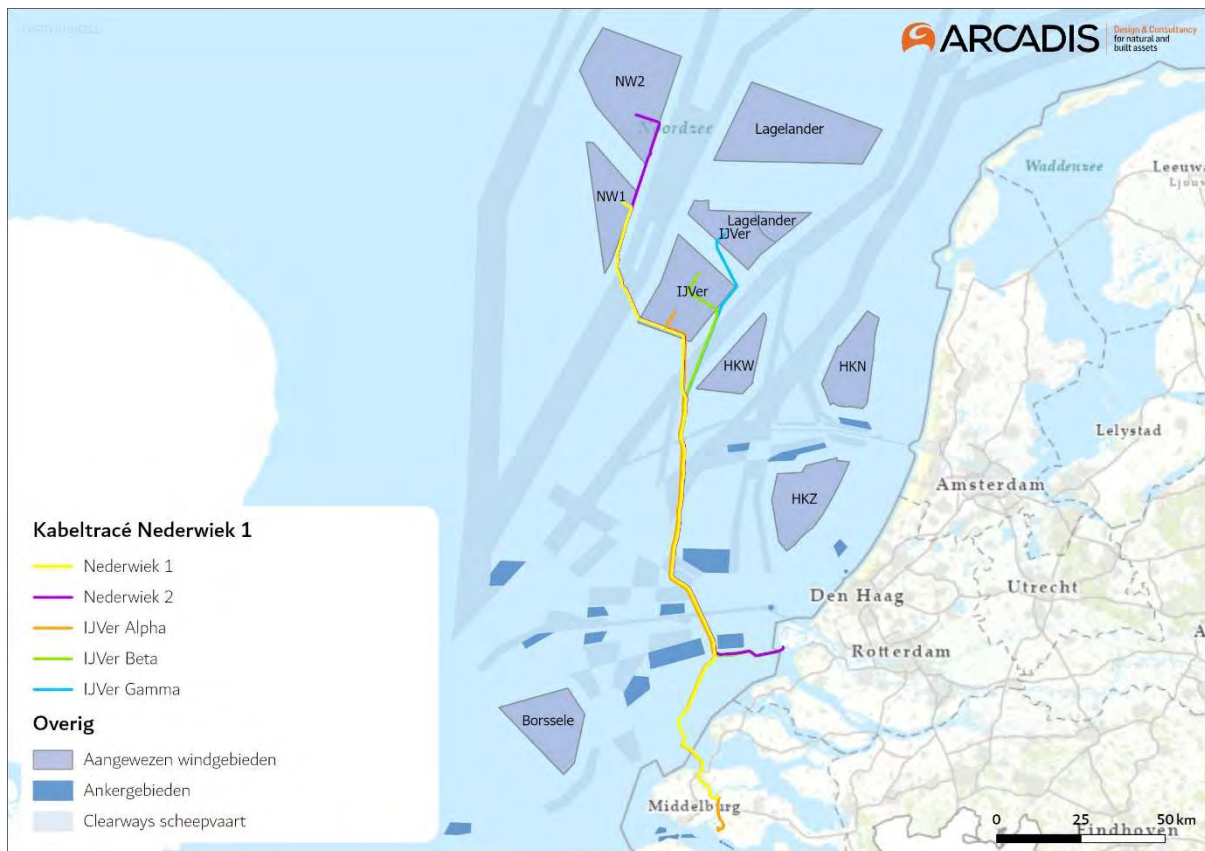 ARCADIS
Design & Consultancy
for natural and
built assets
NW2
Noordzee
Lagelander
Waddenzee
NW1
Lagelander
IJVer
IJVer
HKW
HKN
Lelystad
Amsterdam
HKZ
Kabeltracé Nederwiek 1
Nederwiek 1
Nederwiek 2
IJVer Alpha
IJVer Beta
IJVer Gamma
Overig
Aangewezen windgebieden
Ankergebieden
Clearways scheepvaart
Den Haag
Utrecht
Rotterdam
Borssele
Middelburg
0 25 50 km
Eindhoven